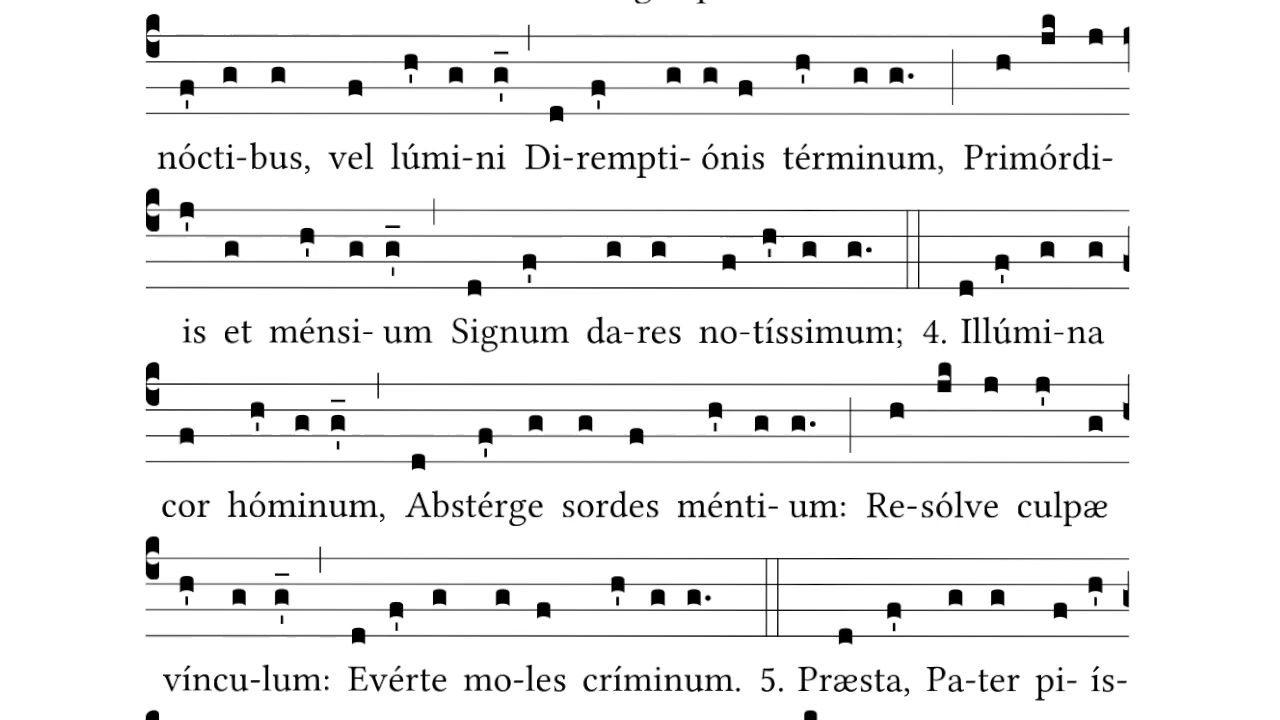 nócti-bus, vel lúmi-ni Di-rempti- ónis términum, Primórdi-
is et ménsi- um Signum da-res no-tíssimum; 4. Illúmi-na
cor hóminum, Abstérge sordes ménti- um: Re-sólve culpæ
víncu-lum: Evérte mo-les críminum. 5. Præsta, Pa-ter pi- ís-